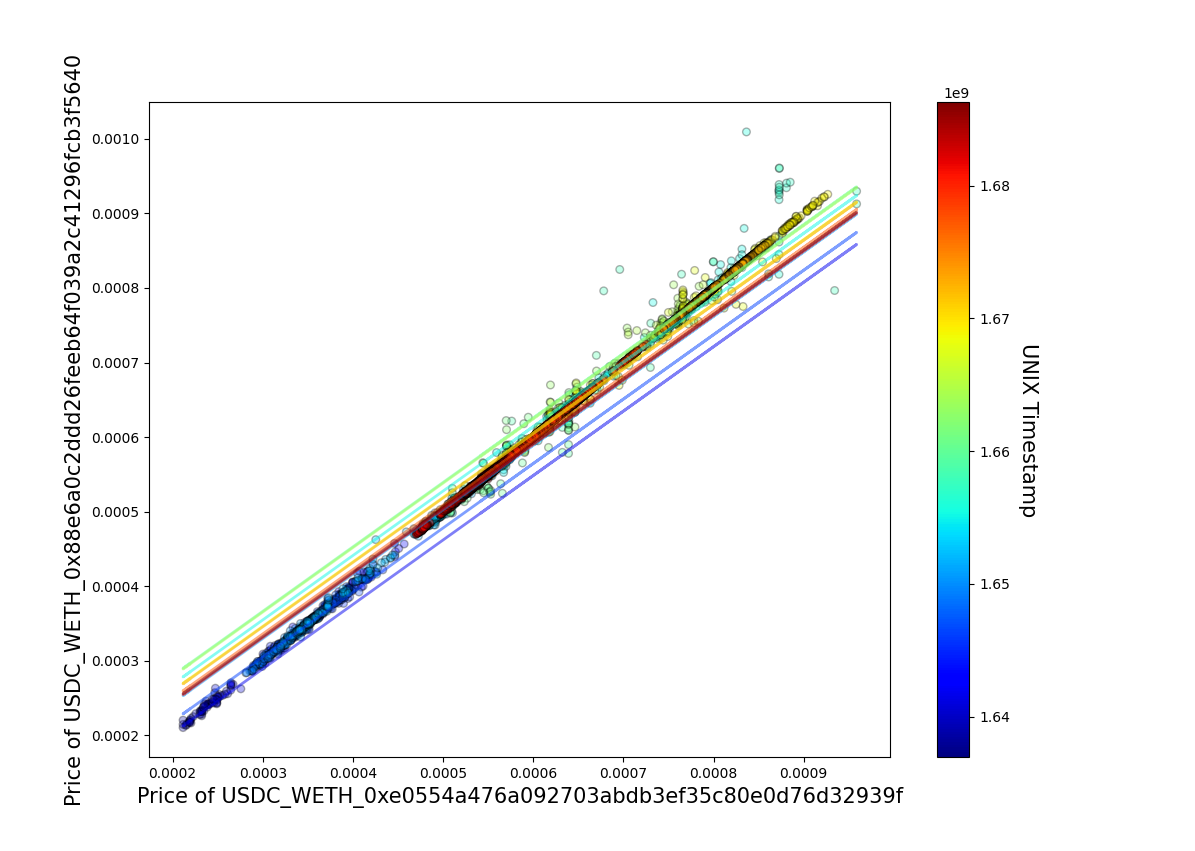 1e9
0.0010
0.0009
0.0008
0.0007
0.0006
0.0005
0.0004
0.0003
0.0002
Price of USDC_WETH_0x88e6a0c2ddd26feeb64f039a2c41296fcb3f5640
0.0002 0.0003 0.0004 0.0005 0.0006 0.0007 0.0008 0.0009
Price of USDC_WETH_0xe0554a476a092703abdb3ef35c80e0d76d32939f
1.68
1.67
1.66
1.65
1.64
UNIX Timestamp